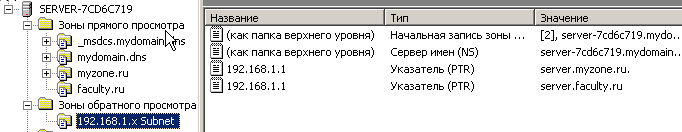 SERVER-7CD6C719
Зоны прямого просмотра
_msdcs.mydomain.dns
mydomain.dns
myzone.ru
faculty.ru
Зоны обратного просмотра
192.168.1.x Subnet
Название Тип Значение
(как папка верхнего уровня) Начальная запись зоны ... [2], server-7cd6c719.mydo...
(как папка верхнего уровня) Сервер имен (NS) server-7cd6c719.mydomain...
192.168.1.1 Указатель (PTR) server.myzone.ru.
192.168.1.1 Указатель (PTR) server.faculty.ru.